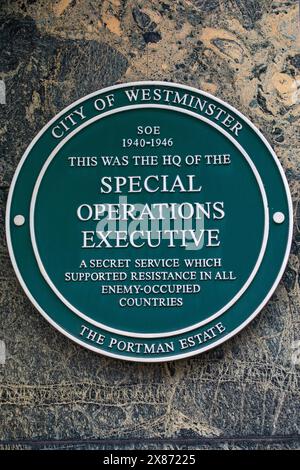 CITY OF WESTMINSTER
SOE
1940-1946
THIS WAS THE HQ OF THE
SPECIAL
OPERATIONS
EXECUTIVE
A SECRET SERVICE WHICH
SUPPORTED RESISTANCE IN ALL
ENEMY-OCCUPIED
COUNTRIES
THE PORTMAN ESTATE